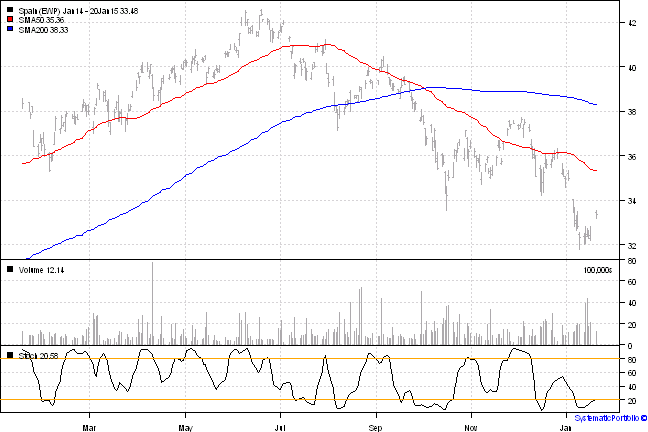 Spain (EWP) Jan14 - 20Jan15 33.48
SMA50 35.36
SMA200 38.33
42
40
38
36
34
32
Volume 12.14
100,000s
80
60
40
20
0
Stoch 20.58
80
60
40
20
Mar
May
Jul
Sep
Nov
Jan
SystematicPortfolio ©